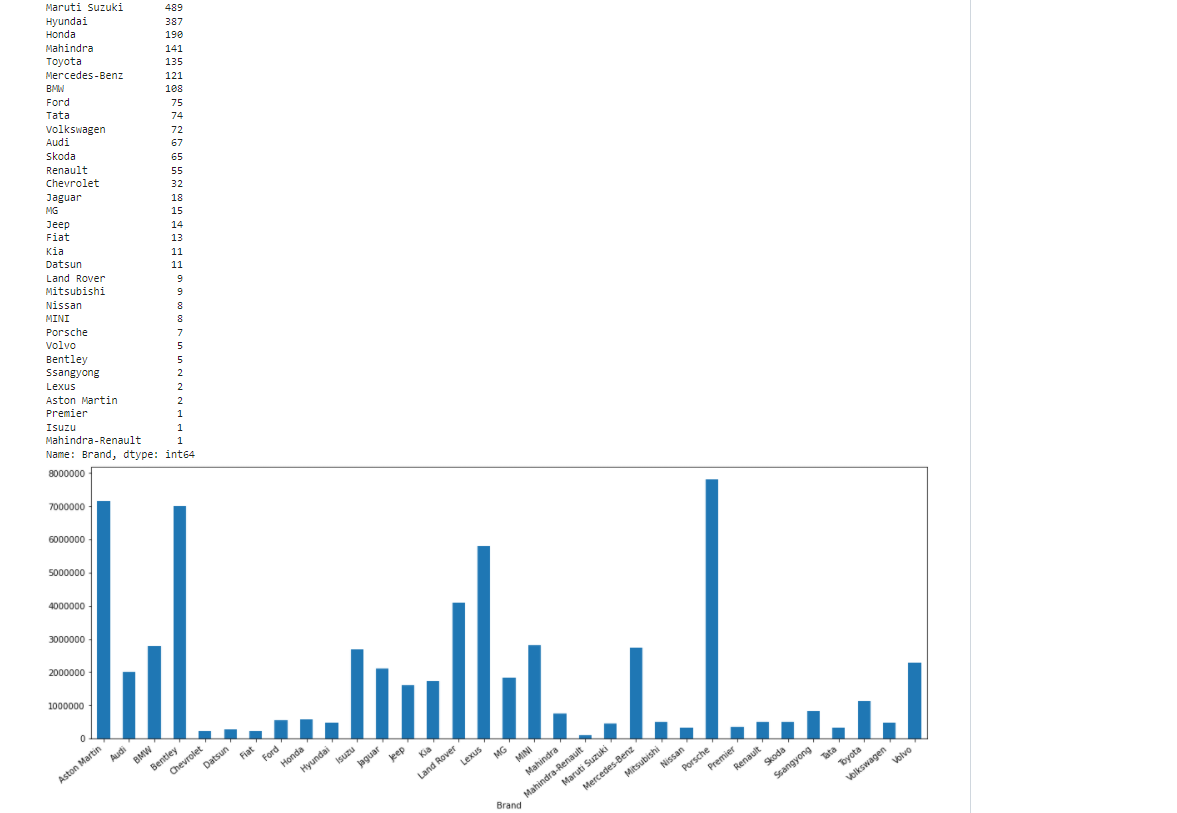 Maruti Suzuki 489
Hyundai 387
Honda 190
Mahindra 141
Toyota 135
Mercedes-Benz 121
BMW 108
Ford 75
Tata 74
Volkswagen 72
Audi 67
Skoda 65
Renault 55
Chevrolet 32
Jaguar 18
MG 15
Jeep 14
Fiat 13
Kia 11
Datsun 11
Land Rover 9
Mitsubishi 9
Nissan 8
MINI 8
Porsche 7
Volvo 5
Bentley 5
Ssangyong 2
Lexus 2
Aston Martin 2
Premier 1
Isuzu 1
Mahindra-Renault 1
Name: Brand, dtype: int64
8000000
7000000
6000000
5000000
4000000
3000000
2000000
1000000
0
Aston Martin
Audi
BMW
Bentley
Chevrolet
Datsun
Fiat
Ford
Honda
Hyundai
Isuzu
Jaguar
Jeep
Kia
Land Rover
Lexus
MG
MINI
Mahindra
Mahindra-Renault
Maruti Suzuki
Mercedes-Benz
Mitsubishi
Nissan
Porsche
Premier
Renault
Skoda
Ssangyong
Tata
Toyota
Volkswagen
Volvo
Brand